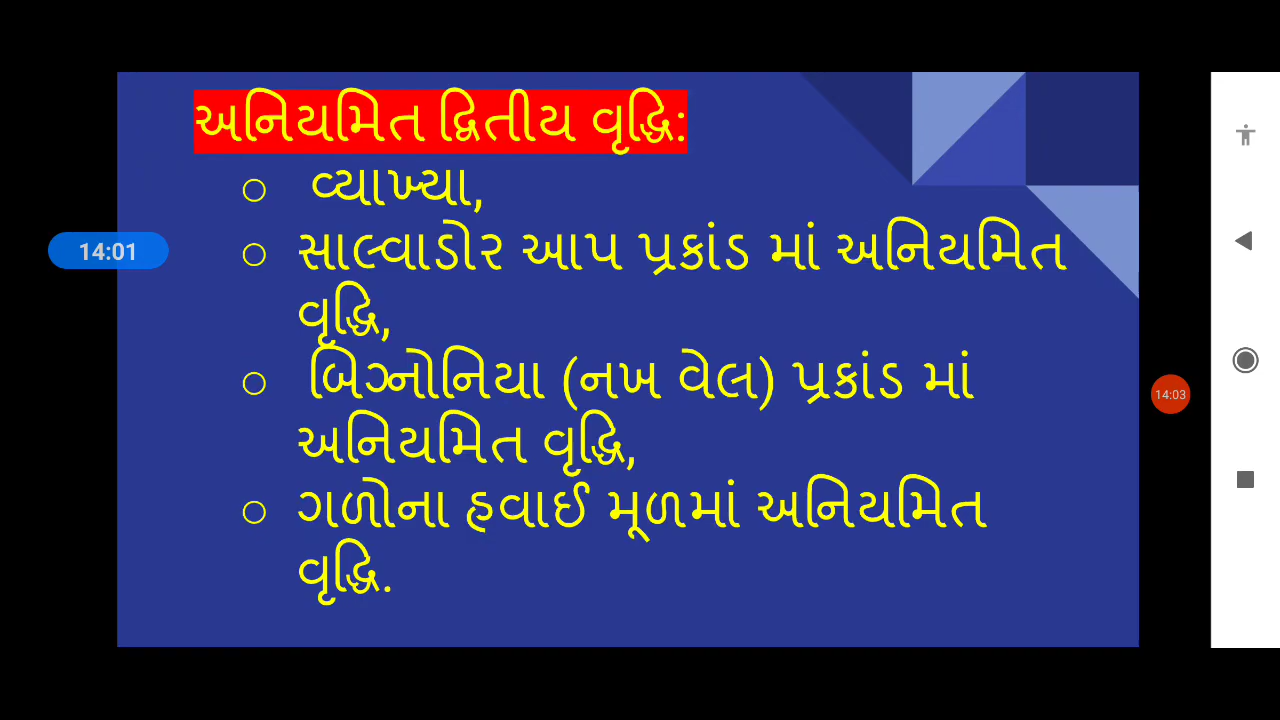 અનિયમિત દ્વિતીય વૃદ્ધિ:
વ્યાખ્યા,
સાલ્વાડોર આપ પ્રકાંડ માં અનિયમિત
વૃદ્ધિ,
બિગ્નોનિયા (નખ વેલ) પ્રકાંડ માં
અનિયમિત વૃદ્ધિ,
ગળોના હવાઈ મૂળમાં અનિયમિત
વૃદ્ધિ.
14:01
14:03